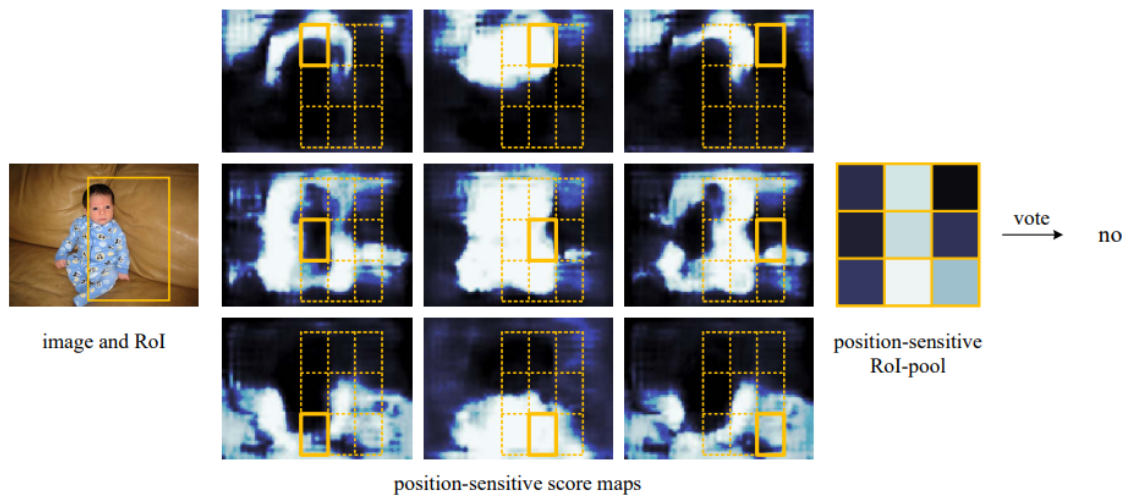 image and RoI
position-sensitive score maps
position-sensitive
RoI-pool
vote
no